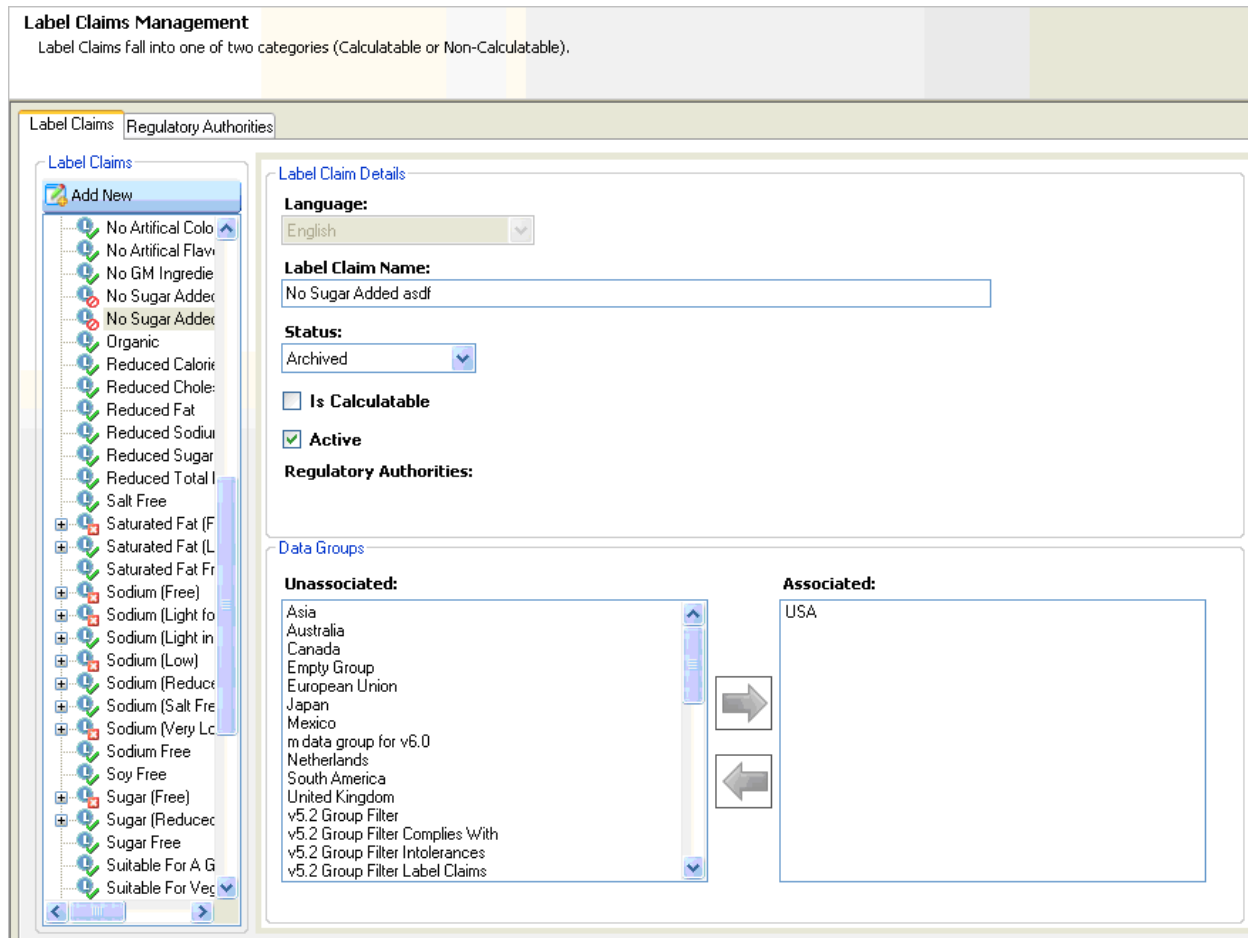 Label Claims Management
Label Claims fall into one of two categories (Calculatable or Non-Calculatable).
Label Claims
Regulatory Authorities
Label Claims
Add New
No Artifical Colo
No Artifical Flav
No GM Ingredie
No Sugar Added
No Sugar Added
Organic
Reduced Calorie
Reduced Choles
Reduced Fat
Reduced Sodiu
Reduced Sugar
Reduced Total
Salt Free
Saturated Fat (F
Saturated Fat (L
Saturated Fat Fr
Sodium (Free)
Sodium (Light fo
Sodium (Light in
Sodium (Low)
Sodium (Reduce
Sodium (Salt Fre
Sodium (Very Lo
Sodium Free
Soy Free
Sugar (Free)
Sugar (Reduced
Sugar Free
Suitable For A G
Suitable For Veg
Label Claim Details
Language:
English
Label Claim Name:
No Sugar Added asdf
Status:
Archived
Is Calculatable
Active
Regulatory Authorities:
Data Groups
Unassociated:
Asia
Australia
Canada
Empty Group
European Union
Japan
Mexico
m data group for v6.0
Netherlands
South America
United Kingdom
v5.2 Group Filter
v5.2 Group Filter Complies With
v5.2 Group Filter Intolerances
v5.2 Group Filter Label Claims
Associated:
USA